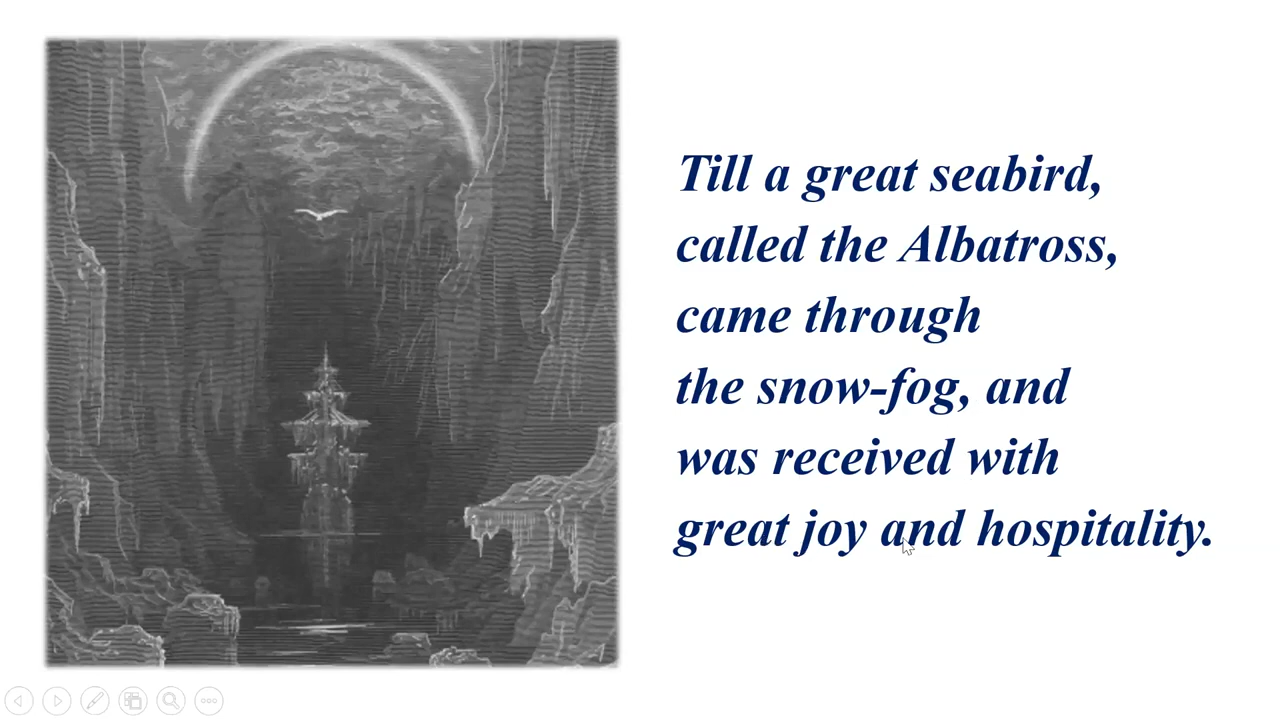 Till a great seabird,
called the Albatross,
came through
the snow-fog, and
was received with
great joy and hospitality.